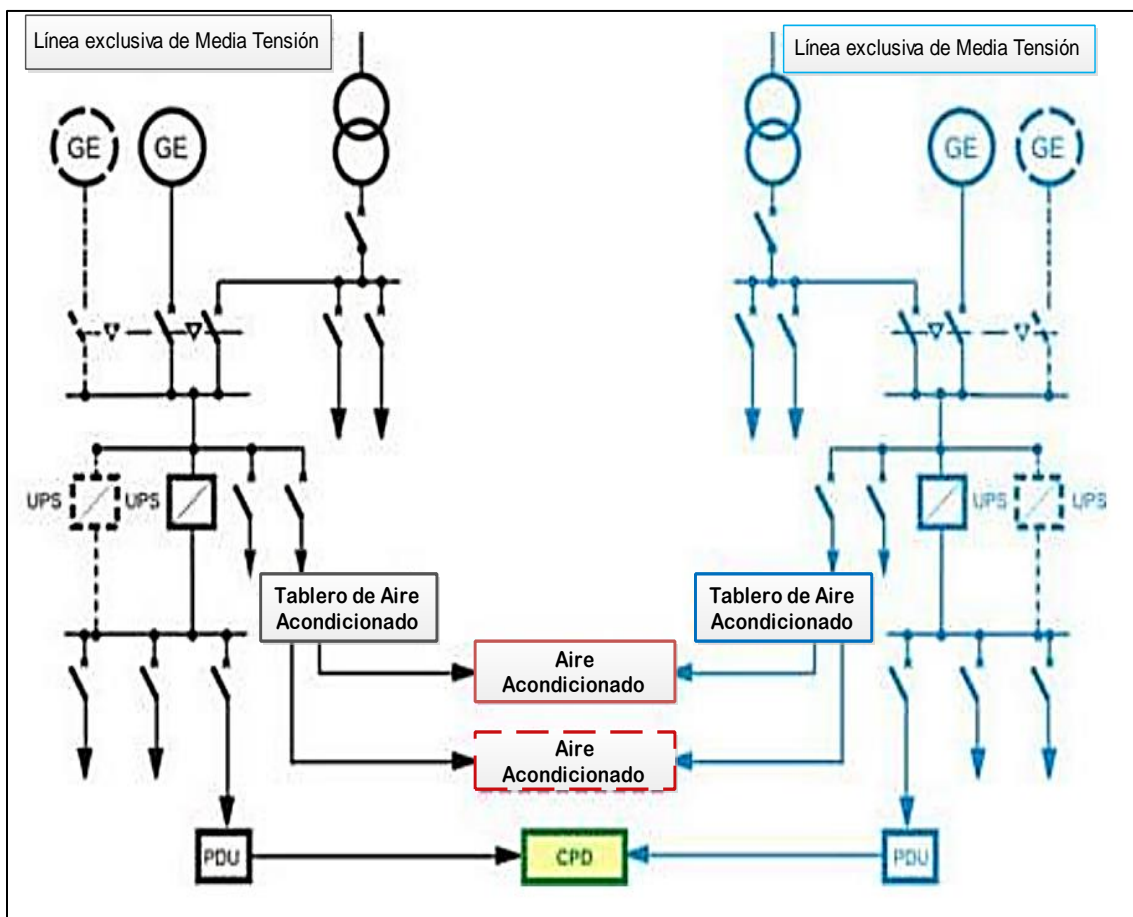 Línea exclusiva de Media Tensión
Línea exclusiva de Media Tensión
GE
GE
GE
GE
UPS
UPS
UPS
UPS
Tablero de Aire
Acondicionado
Tablero de Aire
Acondicionado
Aire
Acondicionado
Aire
Acondicionado
PDU
CPD
PDU